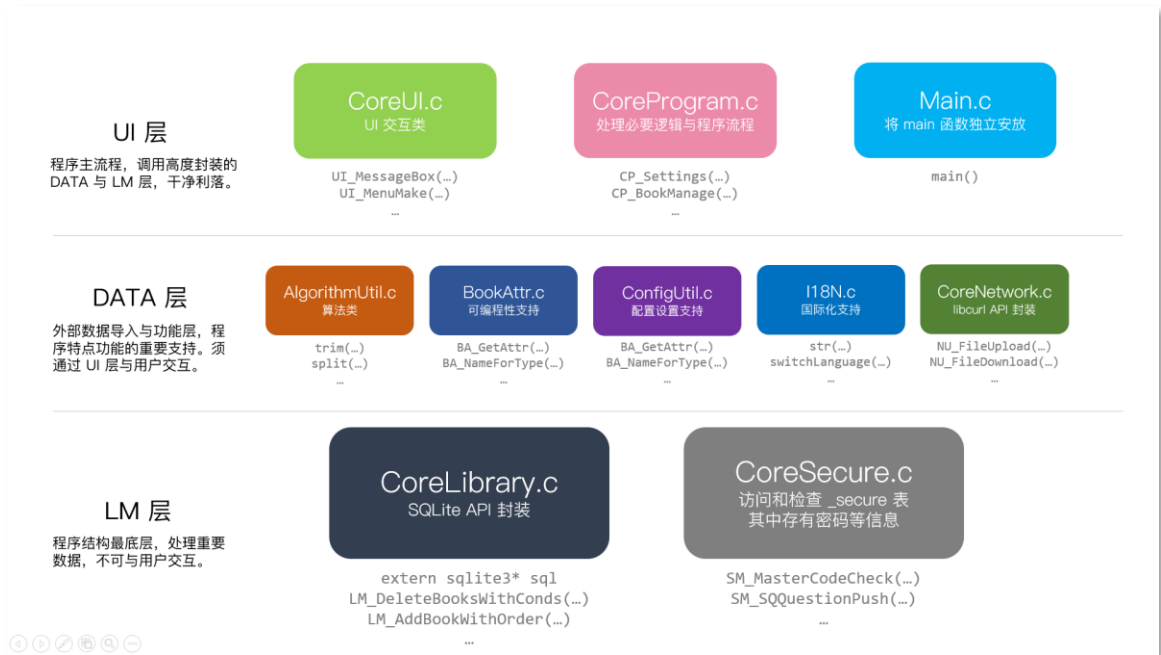 UI 层
程序主流程，调用高度封装的
DATA 与 LM 层，干净利落。
CoreUI.c
UI 交互类
UI_MessageBox(…)
UI_MenuMake(…)
…
CoreProgram.c
处理必要逻辑与程序流程
CP_Settings(…)
CP_BookManage(…)
…
Main.c
将 main 函数独立安放
main()
DATA 层
外部数据导入与功能层，程
序特点功能的重要支持。须
通过 UI 层与用户交互。
AlgorithmUtil.c
算法类
trim(…)
split(…)
…
BookAttr.c
可编程性支持
BA_GetAttr(…)
BA_NameForType(…)
…
ConfigUtil.c
配置设置支持
BA_GetAttr(…)
BA_NameForType(…)
…
I18N.c
国际化支持
str(…)
switchLanguage(…)
…
CoreNetwork.c
libcurl API 封装
NU_FileUpload(…)
NU_FileDownload(…)
…
LM 层
程序结构最底层，处理重要
数据，不可与用户交互。
CoreLibrary.c
SQLite API 封装
extern sqlite3* sql
LM_DeleteBooksWithConds(…)
LM_AddBookWithOrder(…)
…
CoreSecure.c
访问和检查 _secure 表
其中存有密码等信息
SM_MasterCodeCheck(…)
SM_SQQuestionPush(…)
…